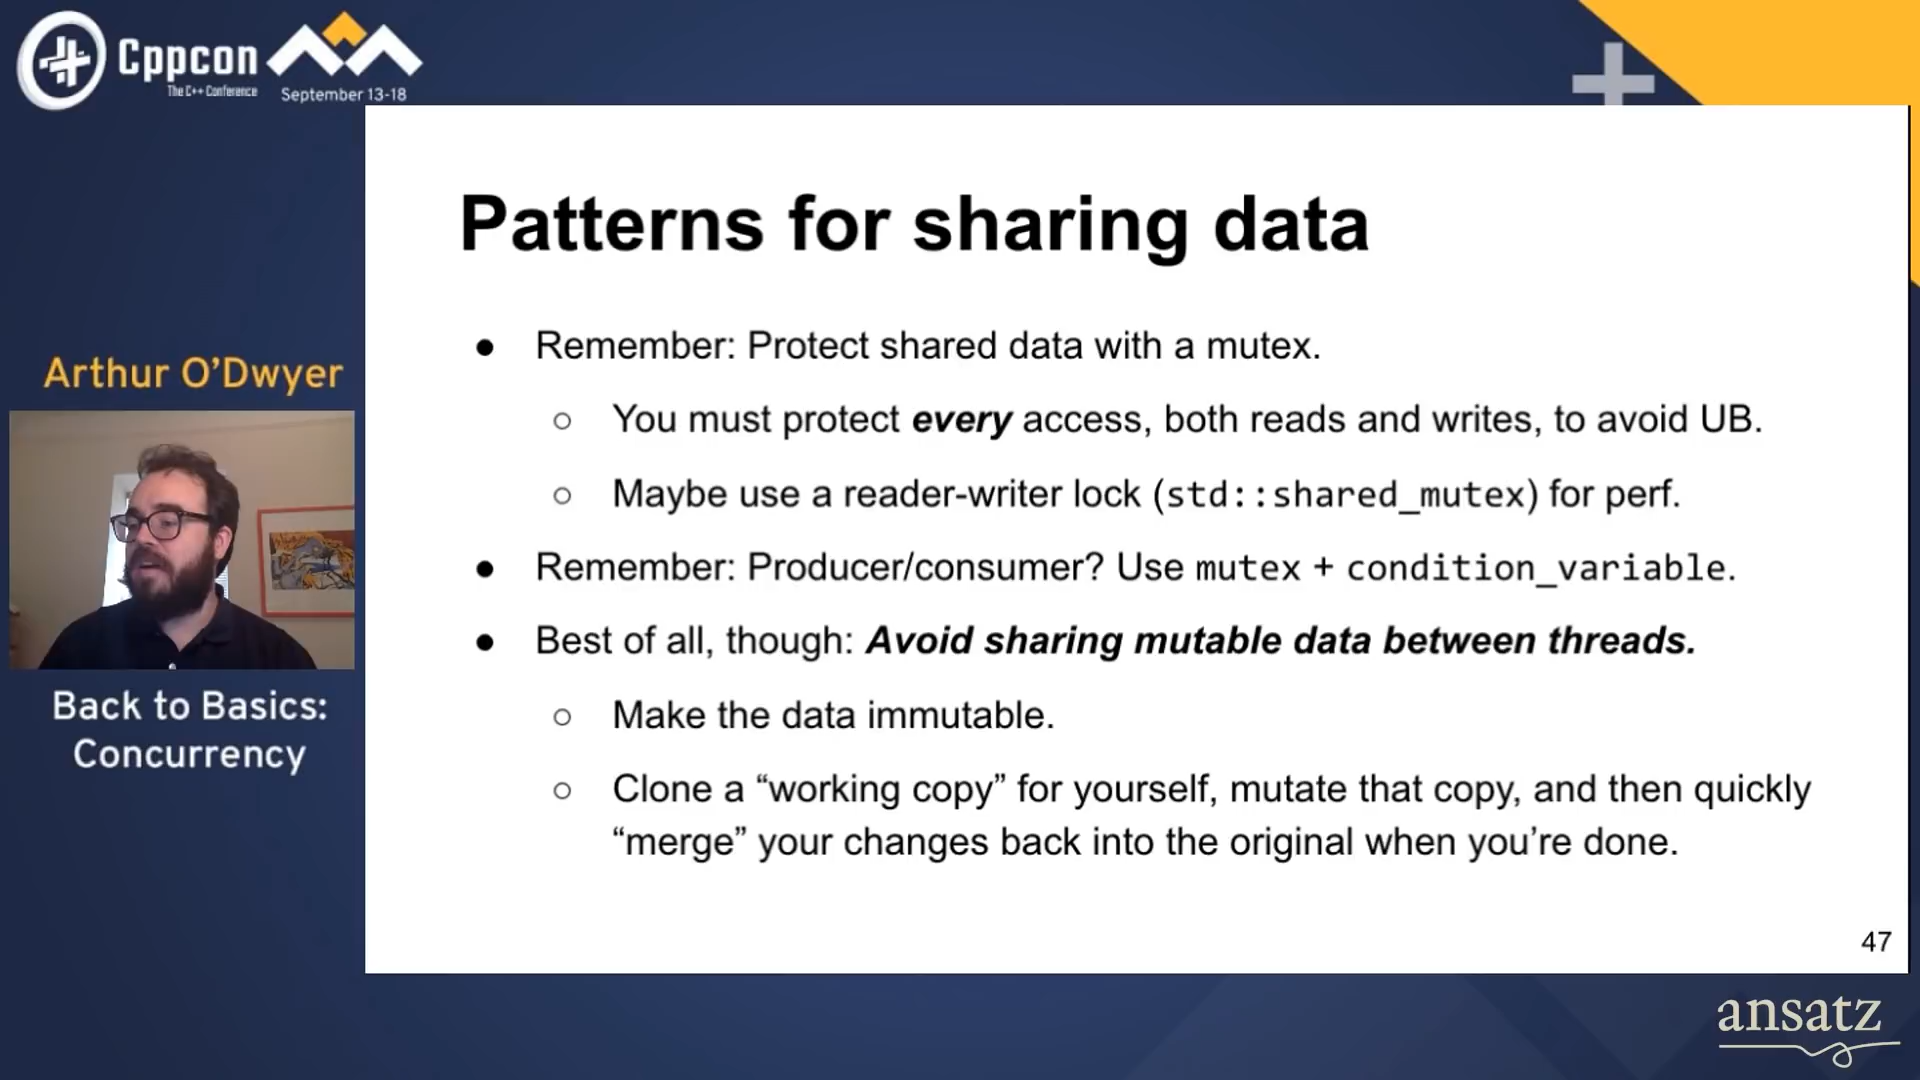 Cppcon
The C++ Conference
September 13-18
Patterns for sharing data
● Remember: Protect shared data with a mutex.
○ You must protect every access, both reads and writes, to avoid UB.
○ Maybe use a reader-writer lock (std::shared_mutex) for perf.
● Remember: Producer/consumer? Use mutex + condition_variable.
● Best of all, though: Avoid sharing mutable data between threads.
○ Make the data immutable.
○ Clone a “working copy” for yourself, mutate that copy, and then quickly
“merge” your changes back into the original when you’re done.
47
Arthur O’Dwyer
Back to Basics:
Concurrency
ansatz